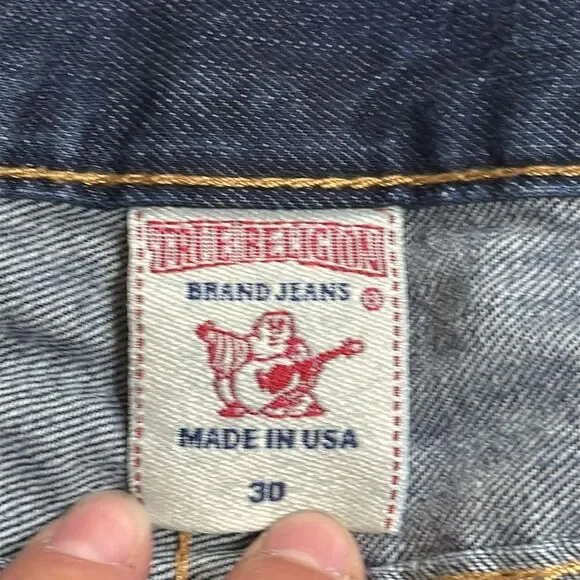 TRUE RELIGION
BRAND JEANS ®
MADE IN USA
30